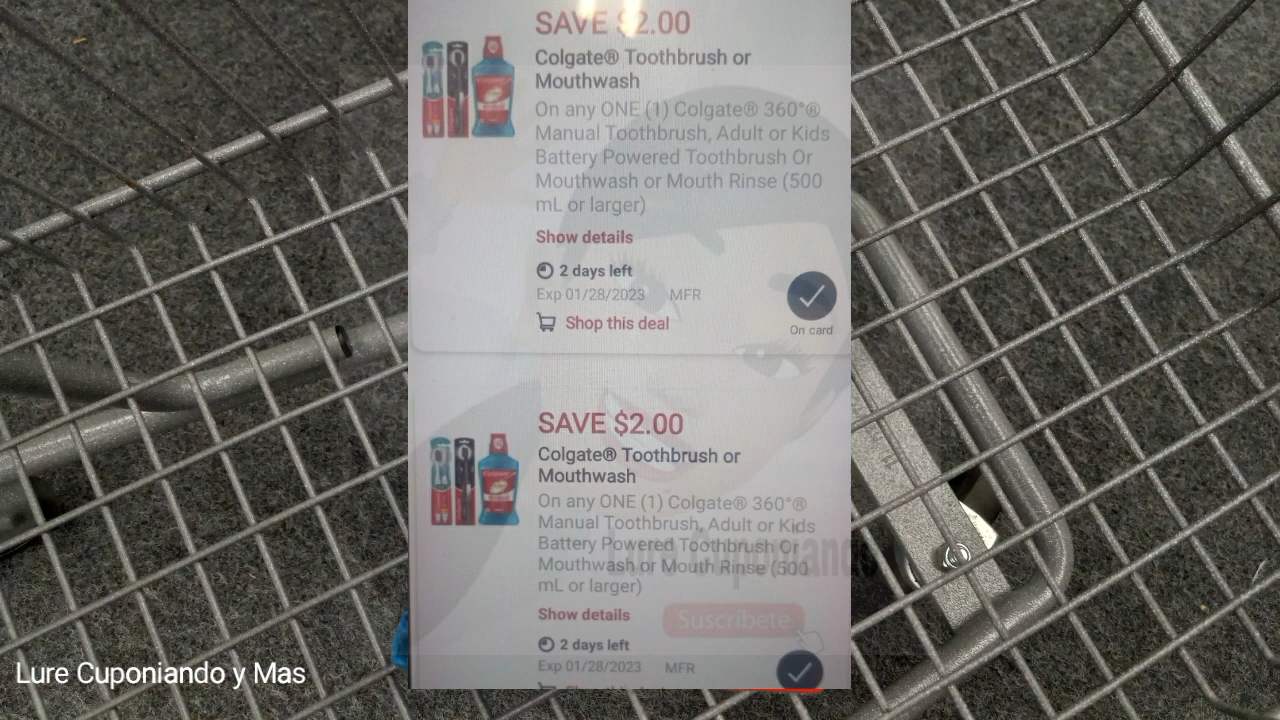 SAVE $2.00
Colgate® Toothbrush or
Mouthwash
On any ONE (1) Colgate® 360°®
Manual Toothbrush, Adult or Kids
Battery Powered Toothbrush Or
Mouthwash or Mouth Rinse (500
mL or larger)
Show details
2 days left
Exp 01/28/2023 MFR
On card
Shop this deal
SAVE $2.00
Colgate® Toothbrush or
Mouthwash
On any ONE (1) Colgate® 360°®
Manual Toothbrush, Adult or Kids
Battery Powered Toothbrush Or
Mouthwash or Mouth Rinse (500
mL or larger)
Lure Cuponiando
Show details
Suscribete
2 days left
Exp 01/28/2023 MFR
Lure Cuponiando y Mas